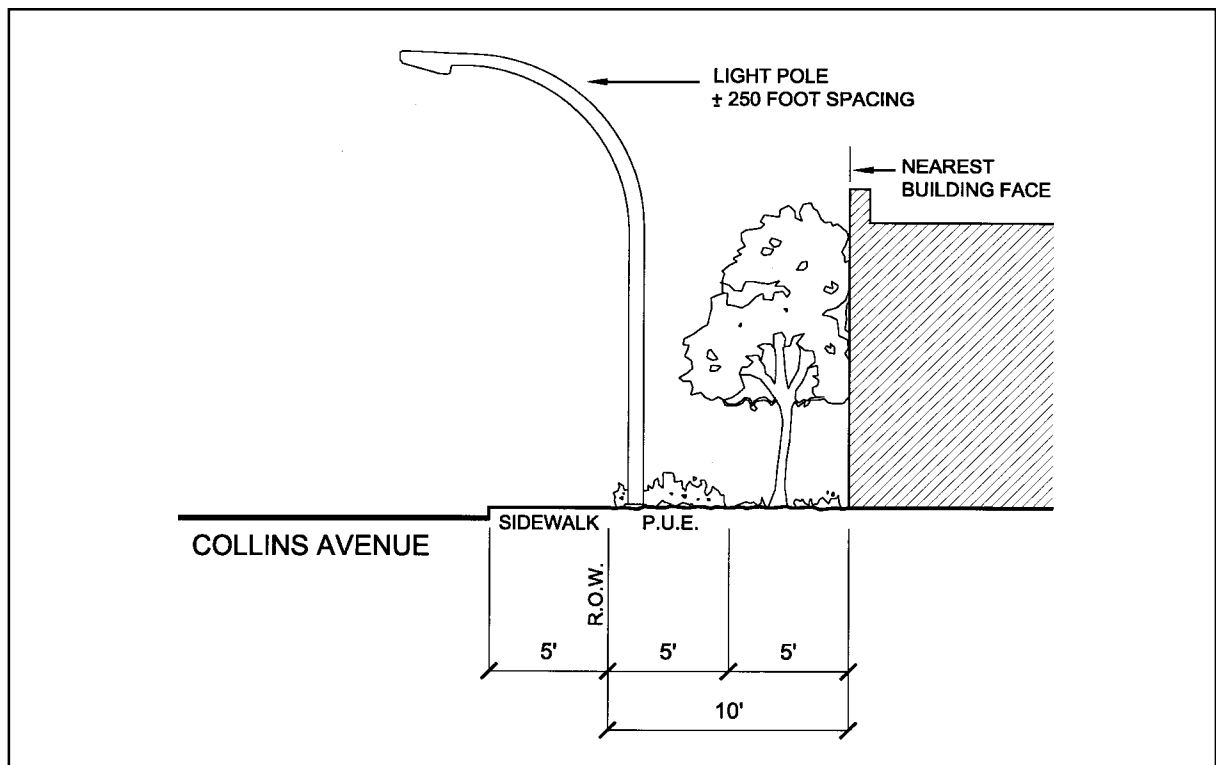 LIGHT POLE
± 250 FOOT SPACING
NEAREST
BUILDING FACE
SIDEWALK
P.U.E.
COLLINS AVENUE
R.O.W.
5'
5'
5'
10'